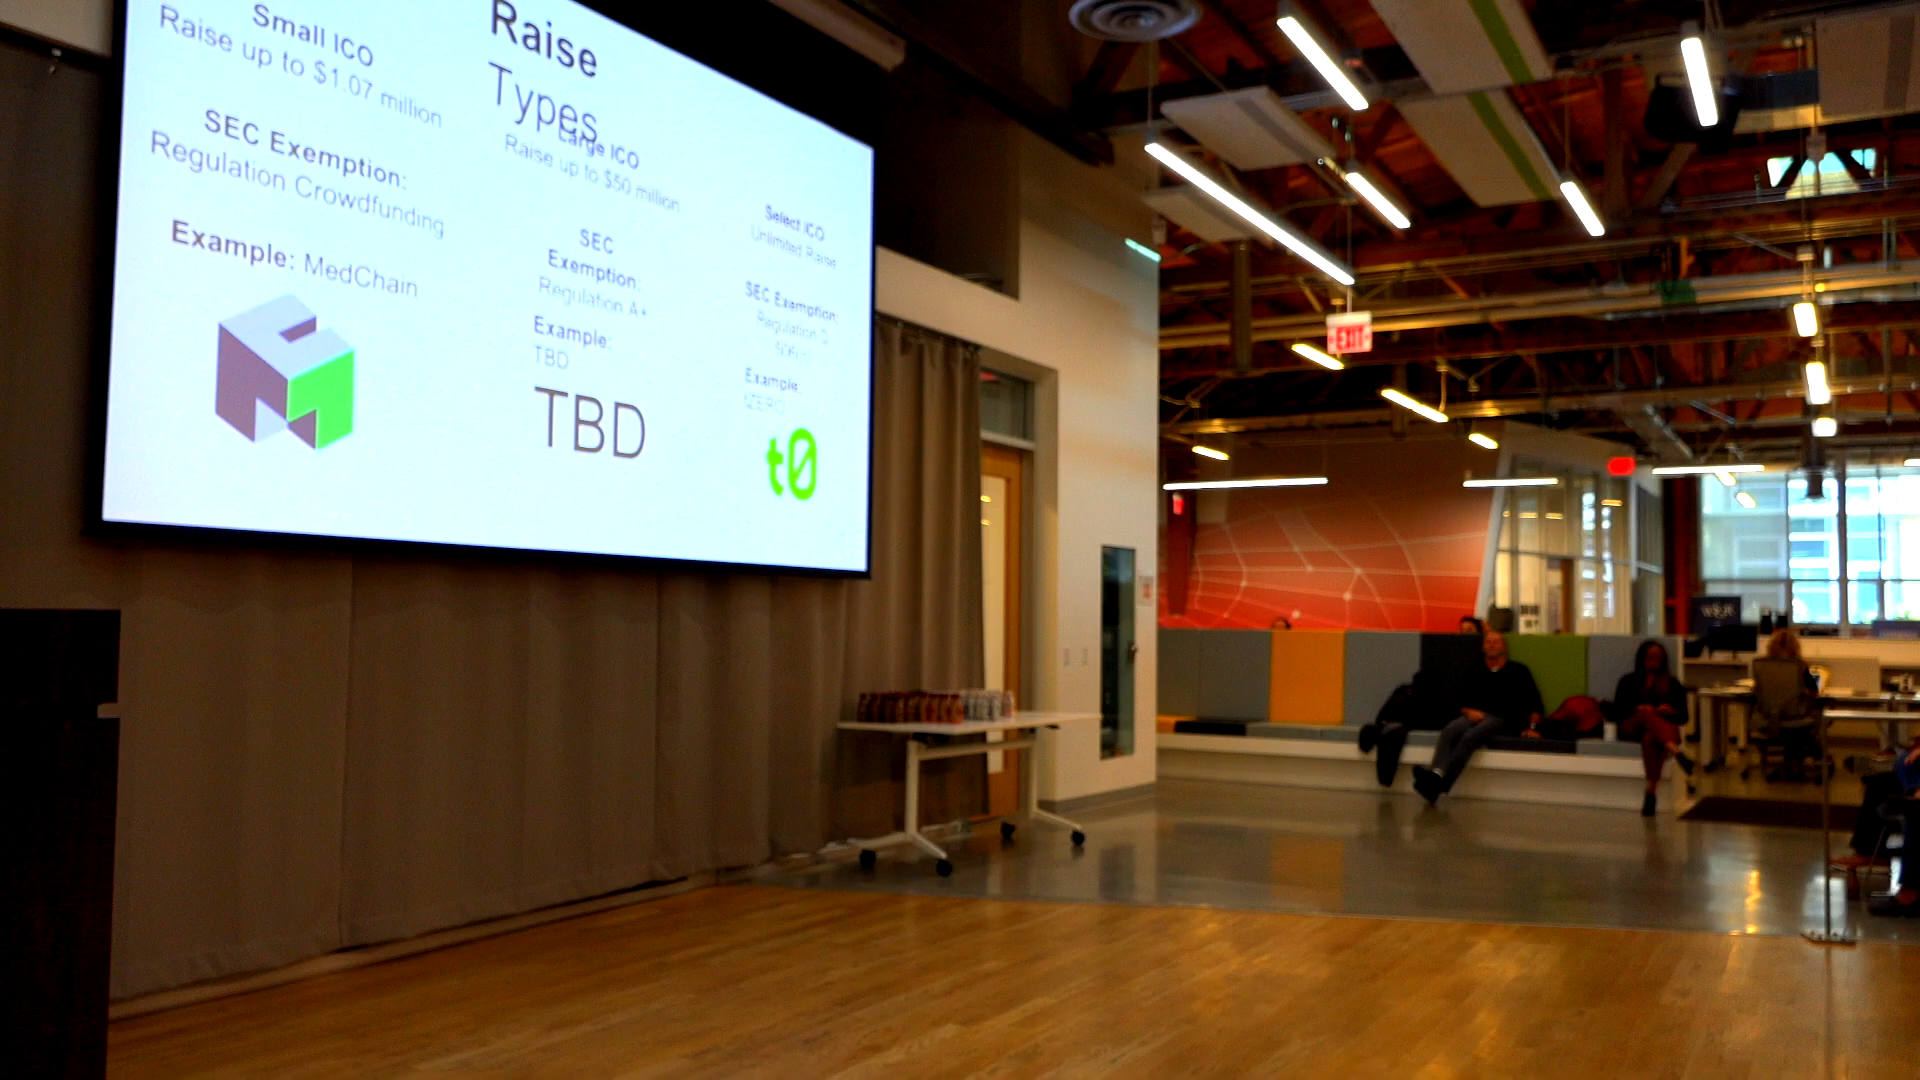 Raise
Types
Small ICO
Raise up to $1.07 million
SEC Exemption:
Regulation Crowdfunding
Example: MedChain
Large ICO
Raise up to $50 million
SEC
Exemption:
Regulation A+
Example:
TBD
TBD
Select ICO
Unlimited Raise
SEC Exemption:
Regulation D
Example:
tZERO
t0
EXIT